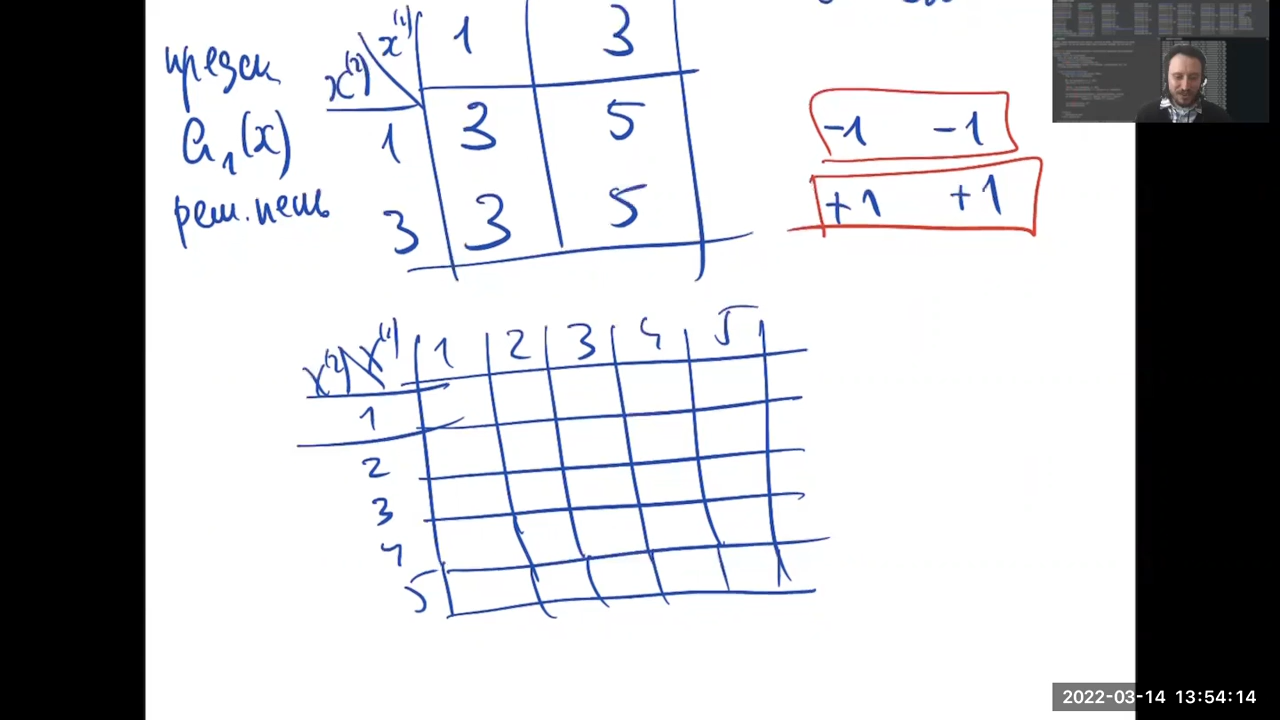 x⁽²⁾ x⁽¹⁾ 1 3
предск
a₁(x)
реш. пень
1 3 5
3 3 5
-1 -1
+1 +1
x⁽²⁾ x⁽¹⁾ 1 2 3 4 5
1
2
3
4
5
2022-03-14 13:54:14